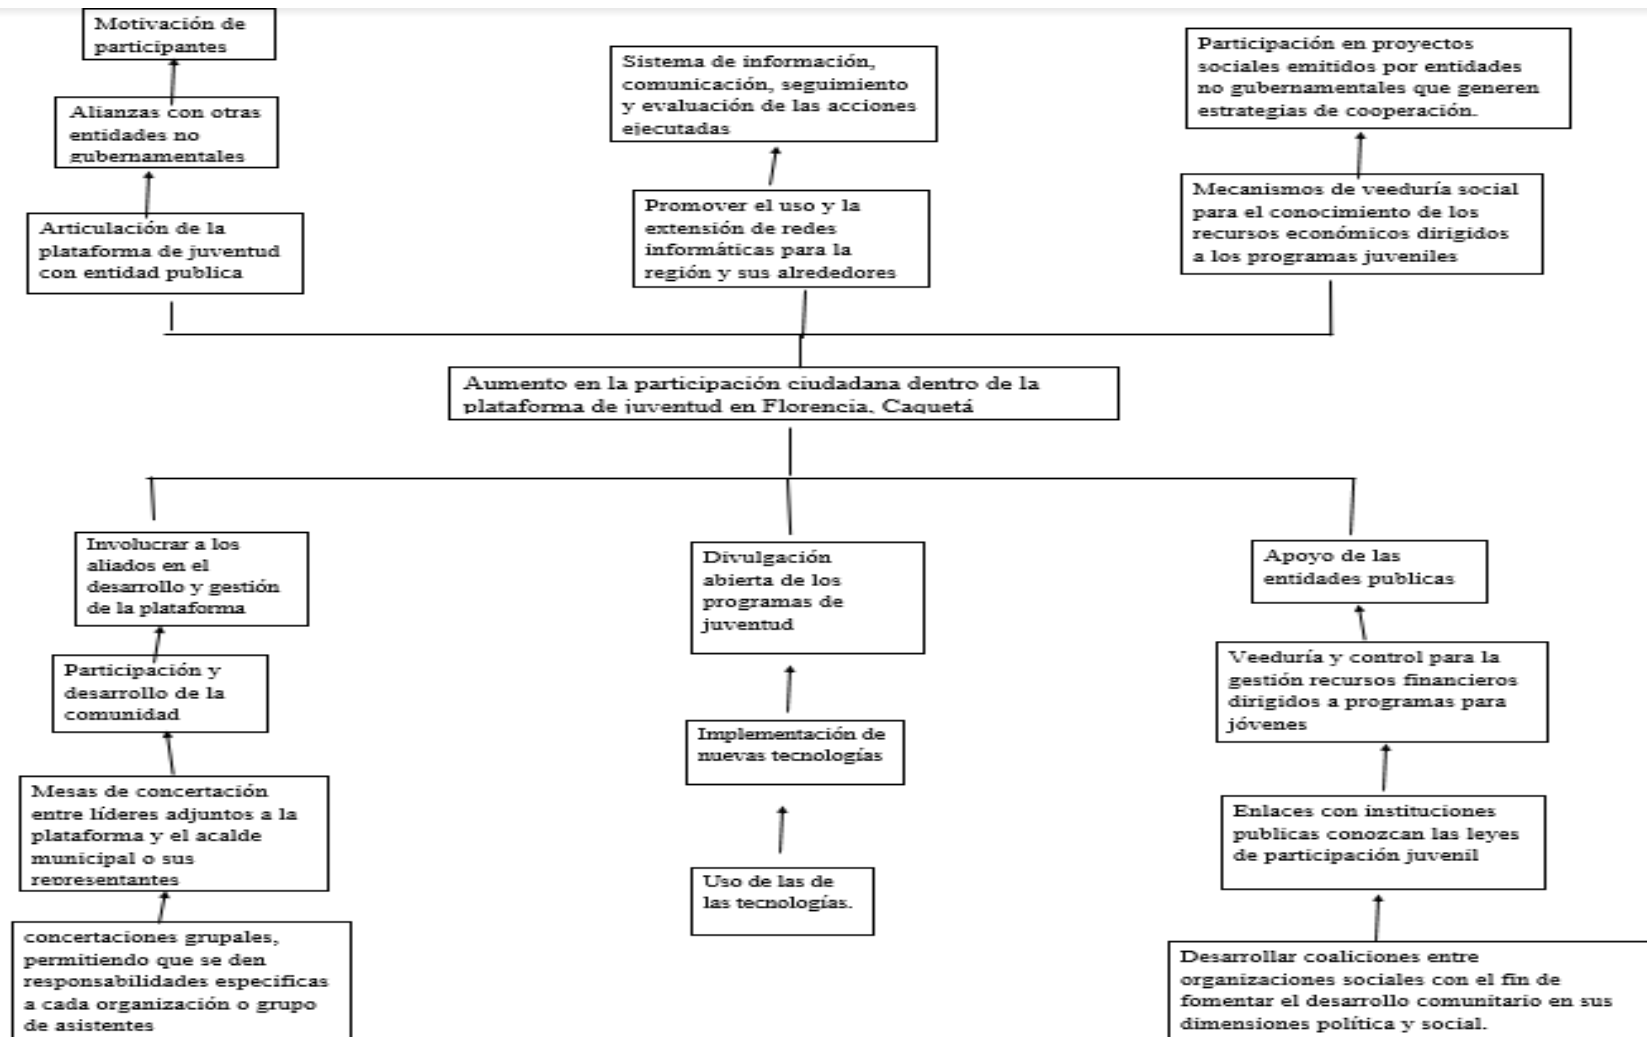 Motivación de
participantes
Alianzas con otras
entidades no
gubernamentales
Articulación de la
plataforma de juventud
con entidad publica
Sistema de información,
comunicación, seguimiento
y evaluación de las acciones
ejecutadas
Promover el uso y la
extensión de redes
informáticas para la
región y sus alrededores
Participación en proyectos
sociales emitidos por entidades
no gubernamentales que generen
estrategias de cooperación.
Mecanismos de veeduría social
para el conocimiento de los
recursos económicos dirigidos
a los programas juveniles
Aumento en la participación ciudadana dentro de la
plataforma de juventud en Florencia, Caquetá
Involucrar a los
aliados en el
desarrollo y gestión
de la plataforma
Participación y
desarrollo de la
comunidad
Mesas de concertación
entre líderes adjuntos a la
plataforma y el acalde
municipal o sus
representantes
concertaciones grupales,
permitiendo que se den
responsabilidades especificas
a cada organización o grupo
de asistentes
Divulgación
abierta de los
programas de
juventud
Implementación de
nuevas tecnologías
Uso de las de
las tecnologías.
Apoyo de las
entidades publicas
Veeduría y control para la
gestión recursos financieros
dirigidos a programas para
jóvenes
Enlaces con instituciones
publicas conozcan las leyes
de participación juvenil
Desarrollar coaliciones entre
organizaciones sociales con el fin de
fomentar el desarrollo comunitario en sus
dimensiones política y social.